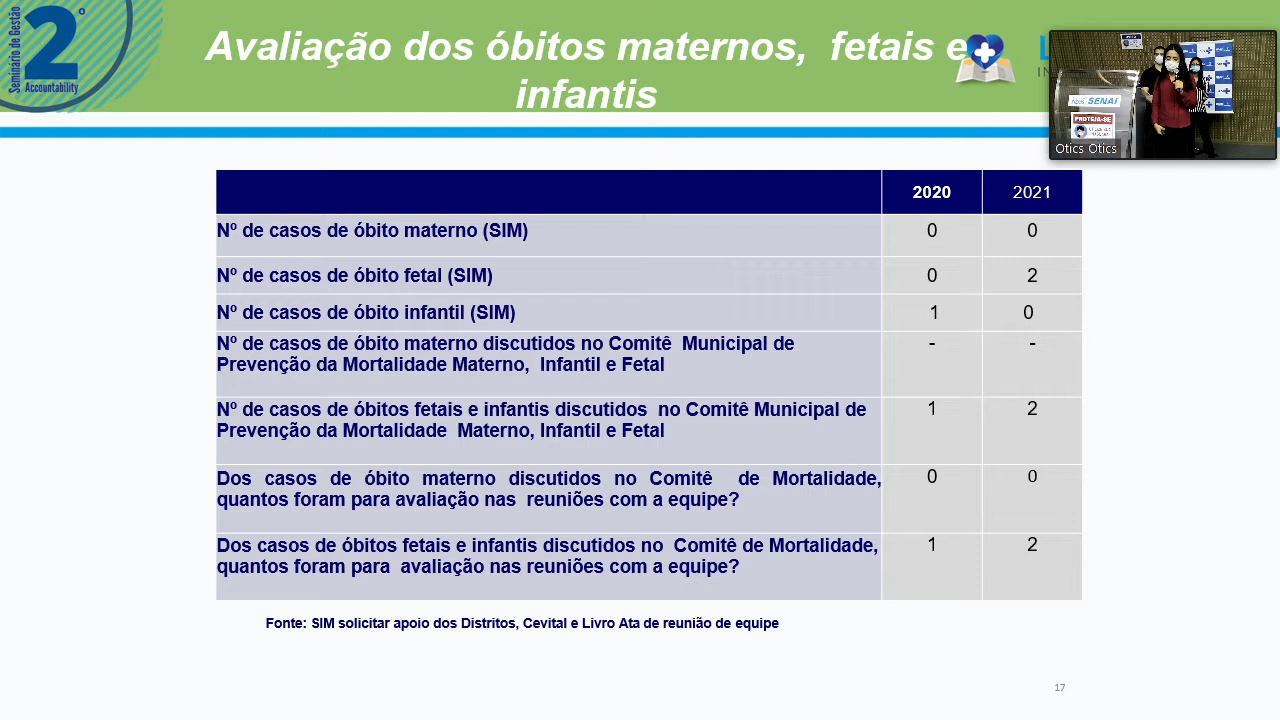 Seminário de Gestão
2º
Accountability
Avaliação dos óbitos maternos, fetais e
infantis
SENAI
PROTEJA-SE
Otics Otics
2020 2021
Nº de casos de óbito materno (SIM) 0 0
Nº de casos de óbito fetal (SIM) 0 2
Nº de casos de óbito infantil (SIM) 1 0
Nº de casos de óbito materno discutidos no Comitê Municipal de - -
Prevenção da Mortalidade Materno, Infantil e Fetal
Nº de casos de óbitos fetais e infantis discutidos no Comitê Municipal de 1 2
Prevenção da Mortalidade Materno, Infantil e Fetal
Dos casos de óbito materno discutidos no Comitê de Mortalidade, 0 0
quantos foram para avaliação nas reuniões com a equipe?
Dos casos de óbitos fetais e infantis discutidos no Comitê de Mortalidade, 1 2
quantos foram para avaliação nas reuniões com a equipe?
Fonte: SIM solicitar apoio dos Distritos, Cevital e Livro Ata de reunião de equipe
17